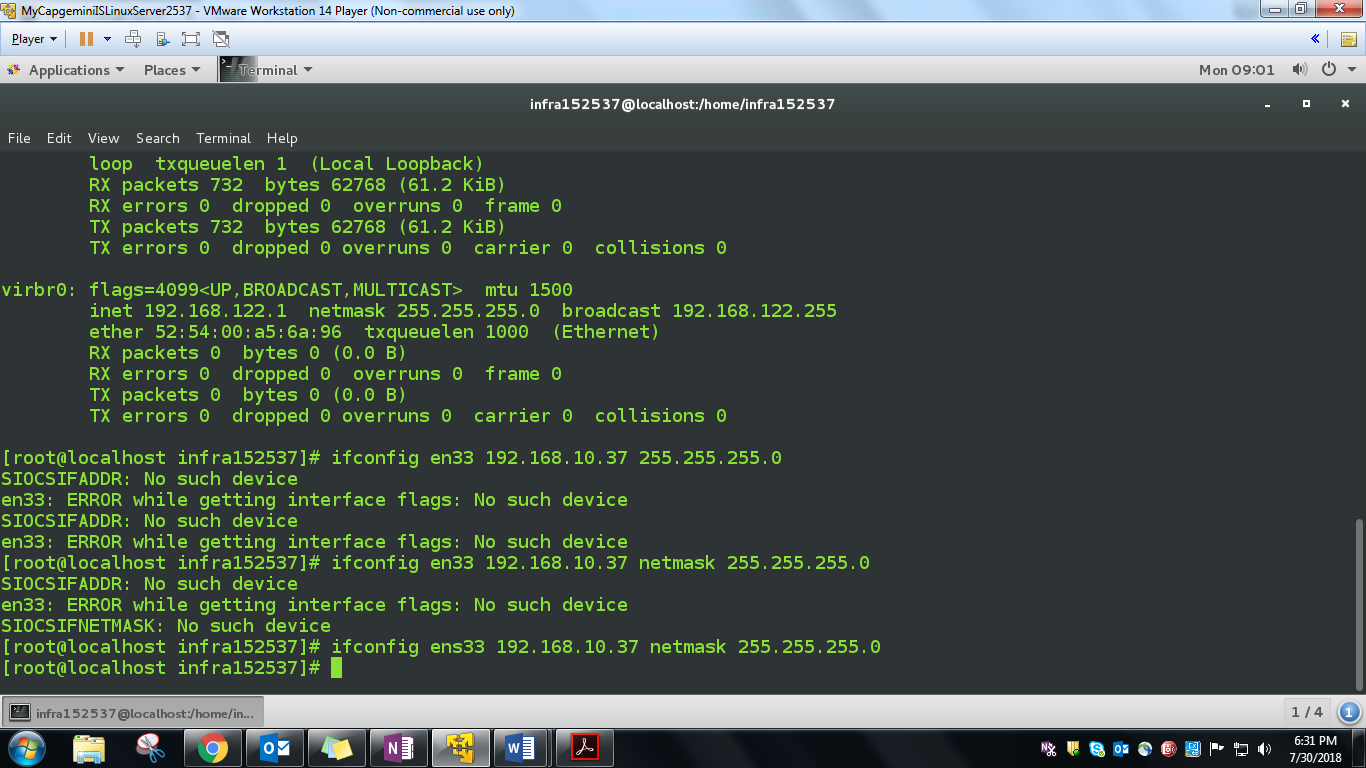 MyCapgeminiISLinuxServer2537 - VMware Workstation 14 Player (Non-commercial use only)
Player
Applications Places Terminal Mon 09:01
infra152537@localhost:/home/infra152537
File Edit View Search Terminal Help
loop txqueuelen 1 (Local Loopback)
RX packets 732 bytes 62768 (61.2 KiB)
RX errors 0 dropped 0 overruns 0 frame 0
TX packets 732 bytes 62768 (61.2 KiB)
TX errors 0 dropped 0 overruns 0 carrier 0 collisions 0
virbr0: flags=4099<UP,BROADCAST,MULTICAST> mtu 1500
inet 192.168.122.1 netmask 255.255.255.0 broadcast 192.168.122.255
ether 52:54:00:a5:6a:96 txqueuelen 1000 (Ethernet)
RX packets 0 bytes 0 (0.0 B)
RX errors 0 dropped 0 overruns 0 frame 0
TX packets 0 bytes 0 (0.0 B)
TX errors 0 dropped 0 overruns 0 carrier 0 collisions 0
[root@localhost infra152537]# ifconfig en33 192.168.10.37 255.255.255.0
SIOCSIFADDR: No such device
en33: ERROR while getting interface flags: No such device
SIOCSIFADDR: No such device
en33: ERROR while getting interface flags: No such device
[root@localhost infra152537]# ifconfig en33 192.168.10.37 netmask 255.255.255.0
SIOCSIFADDR: No such device
en33: ERROR while getting interface flags: No such device
SIOCSIFNETMASK: No such device
[root@localhost infra152537]# ifconfig ens33 192.168.10.37 netmask 255.255.255.0
[root@localhost infra152537]#
infra152537@localhost:/home/in... 1 / 4 1
6:31 PM
7/30/2018